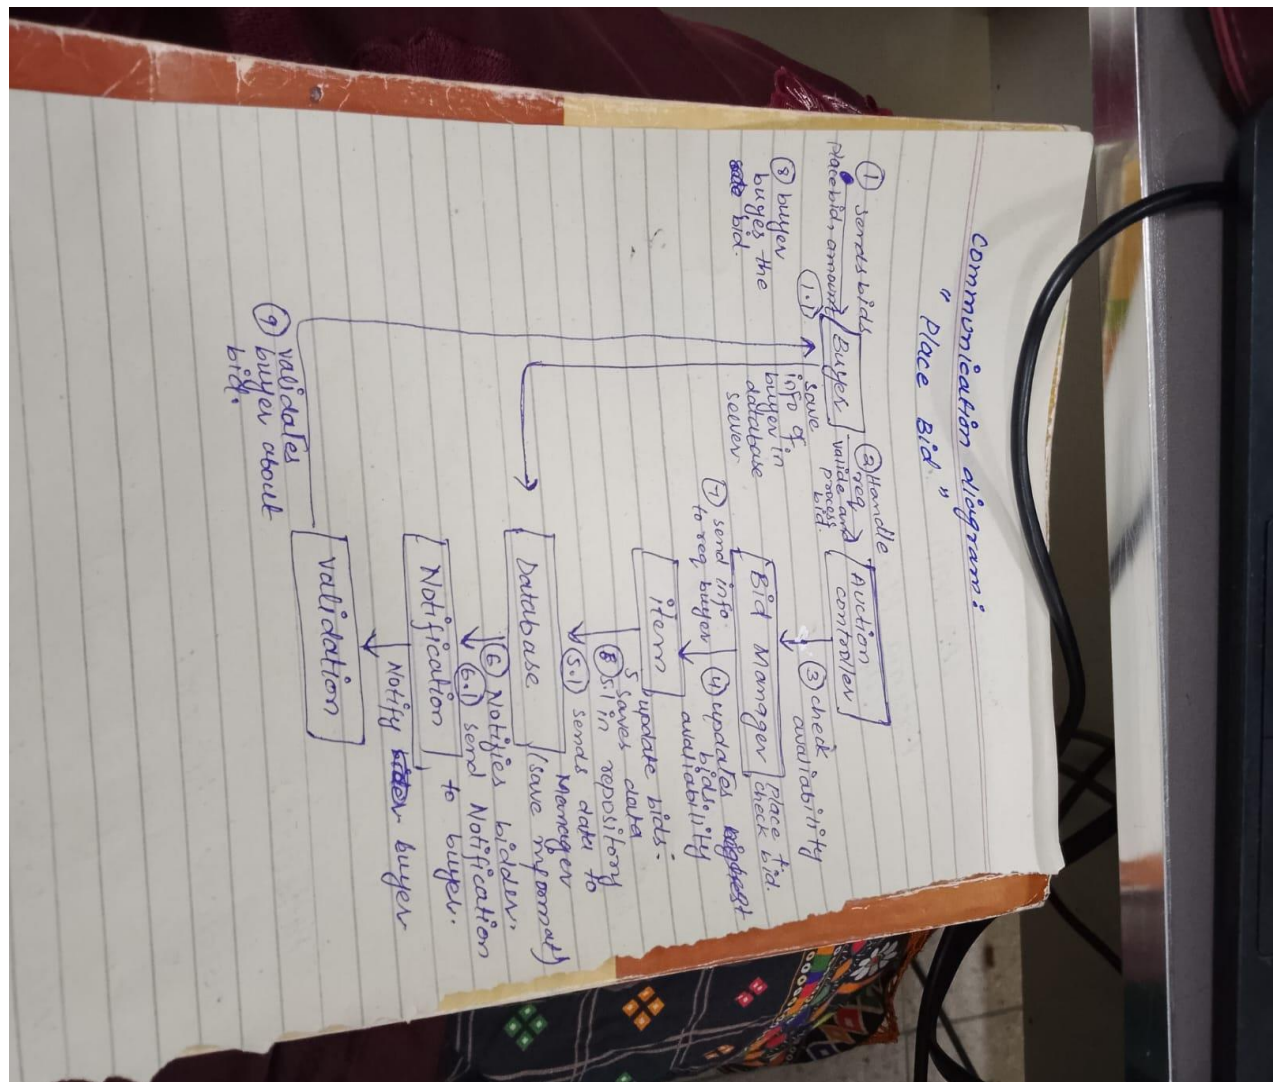 Communication diagram:
" Place Bid "
① sends bids
place bid, amount
1.1
Buyer
② Handle
req
valide and
process
bid.
Auction
controller
save
info of
buyer in
database
server
⑧ buyer
buyes the
bid.
③ check
avaliability
Bid Manager
place bid.
check bid.
⑦ send info
to req buyer
④ updates highest
bids.
avaliability
item
update bids.
5 saves data
5.1 in repository
5.1 sends data to
Manager
Database
(save informat)
⑥ Notifies bidder.
6.1 send Notification
to buyer.
Notification
Notify buyer
Validation
⑨ validates
buyer about
bid.